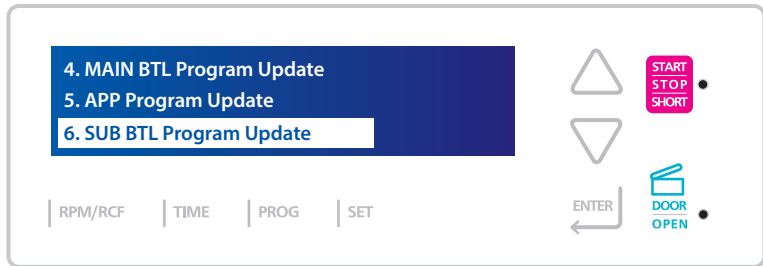 4. MAIN BTL Program Update
5. APP Program Update
6. SUB BTL Program Update
START
STOP
SHORT
RPM/RCF
TIME
PROG
SET
ENTER
DOOR
OPEN